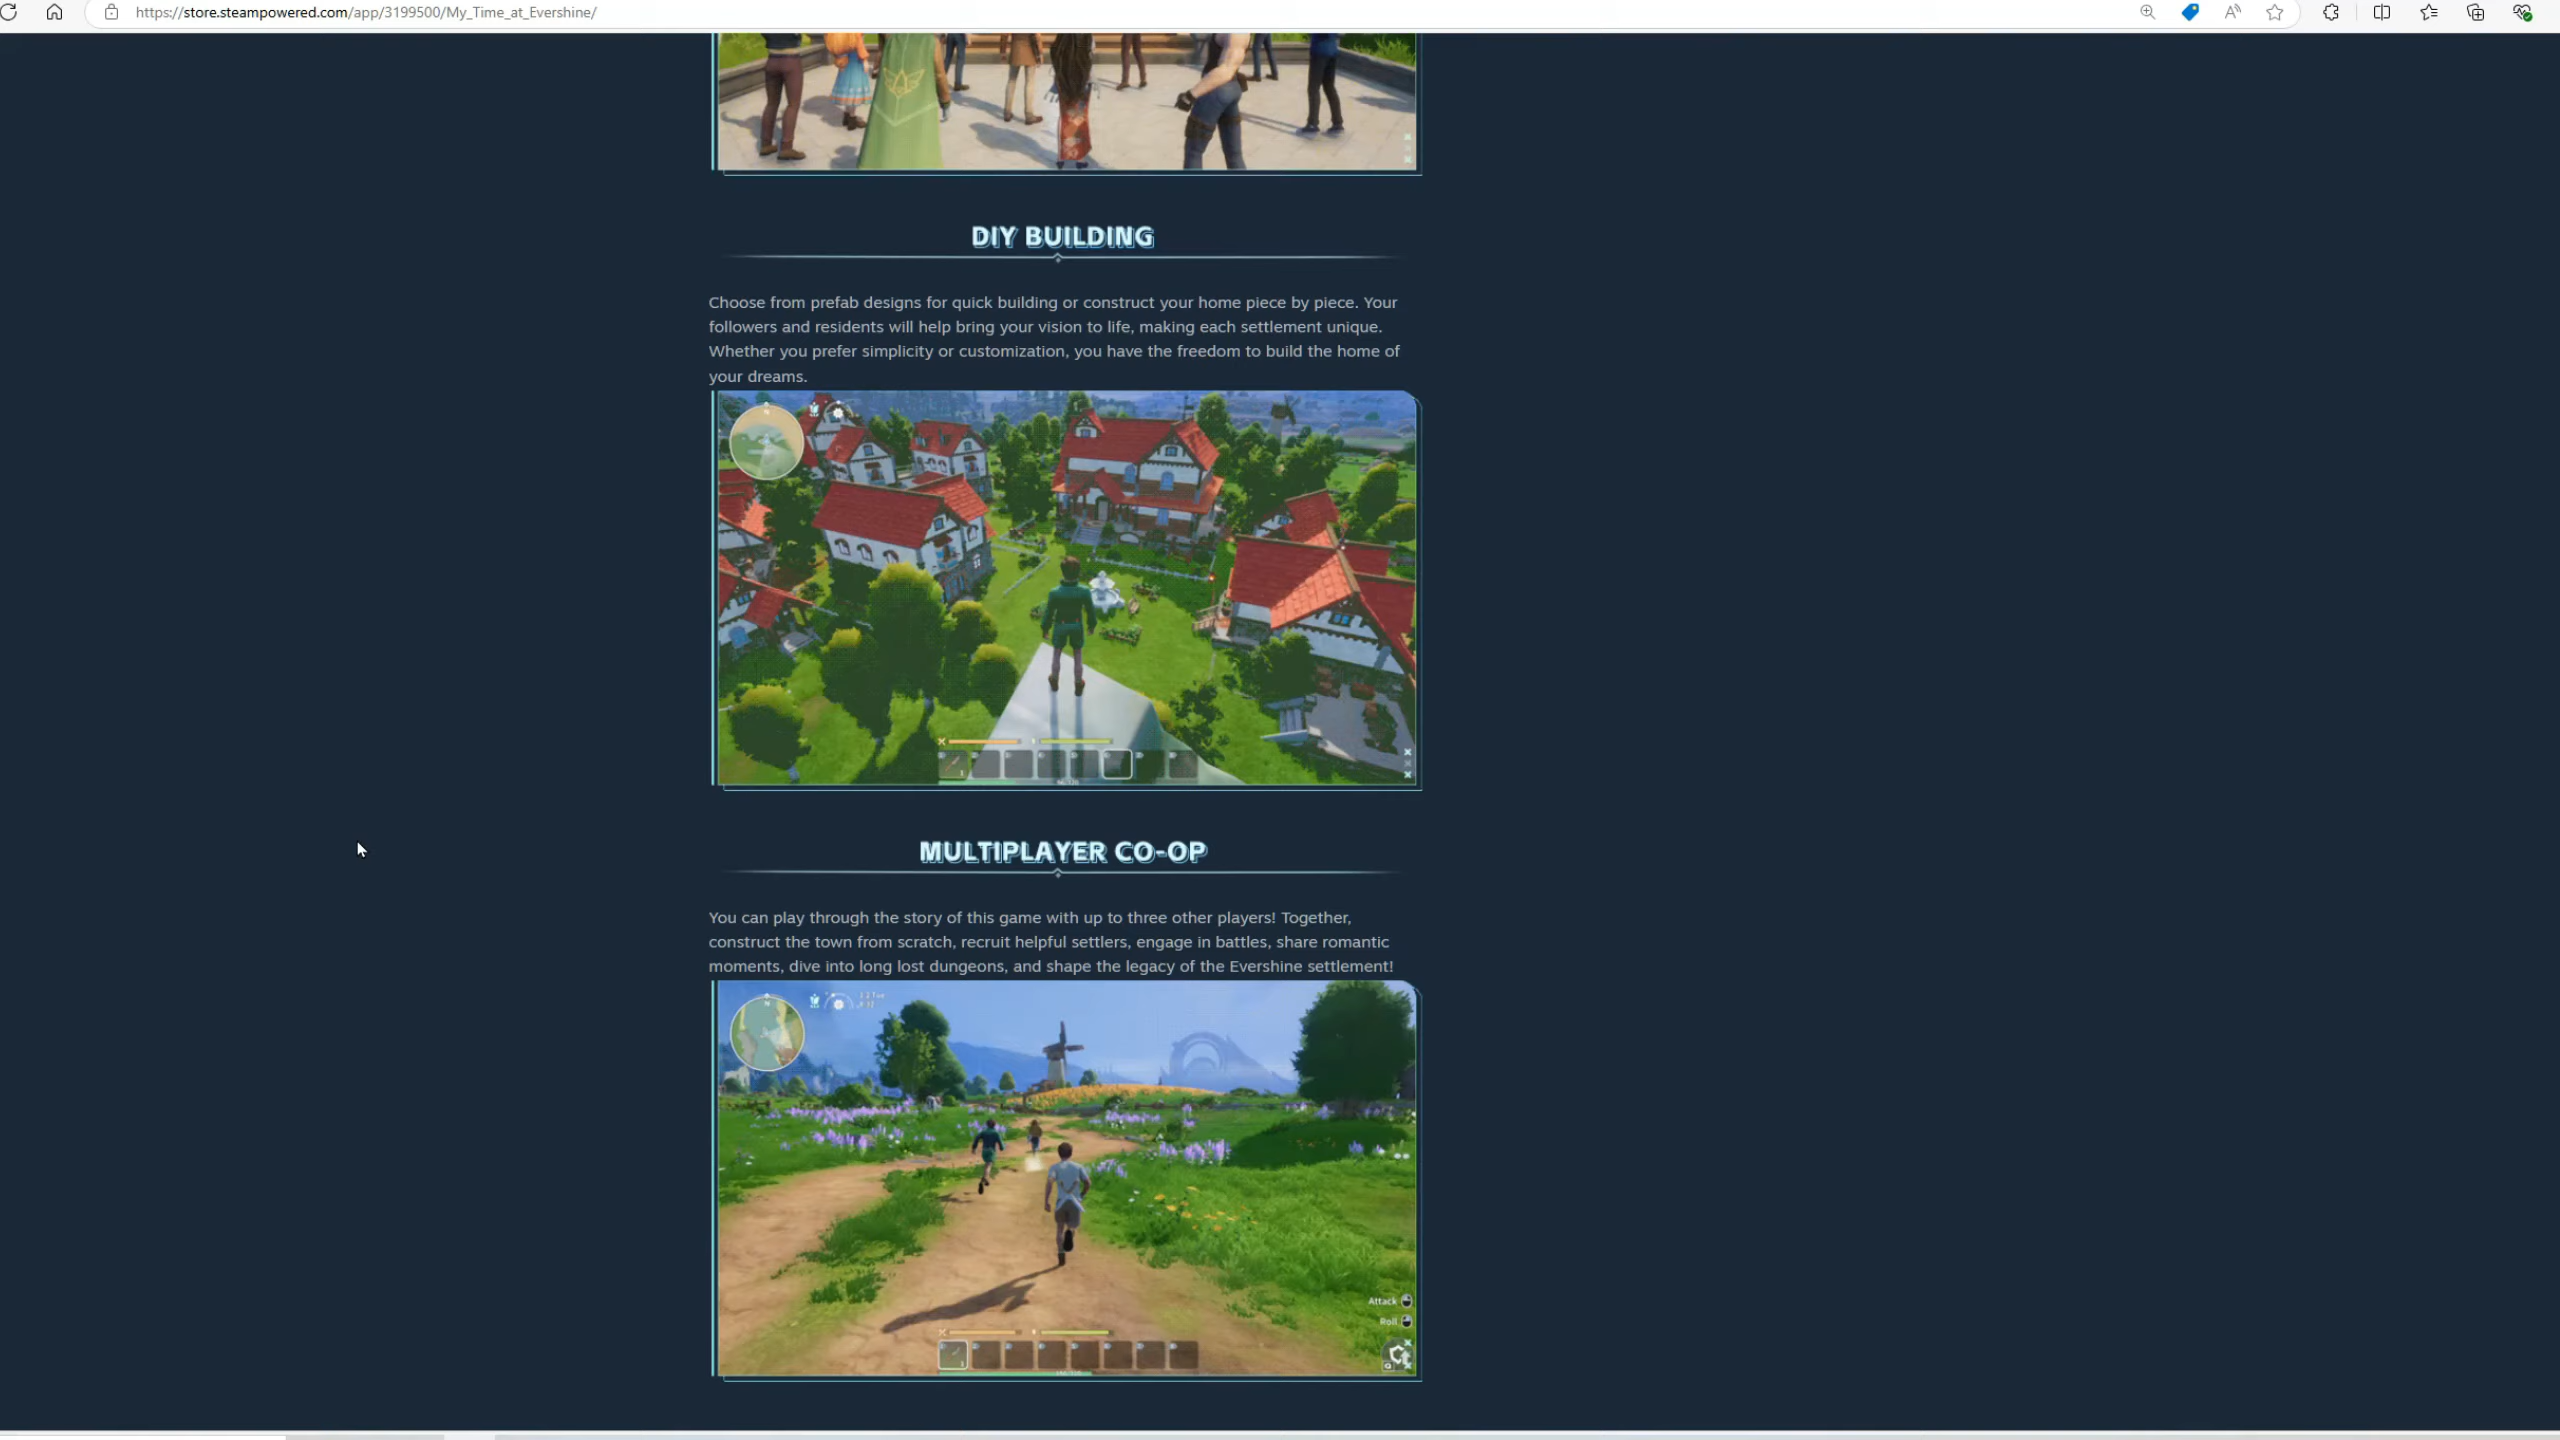 https://store.steampowered.com/app/3199500/My_Time_at_Evershine/
DIY BUILDING
Choose from prefab designs for quick building or construct your home piece by piece. Your
followers and residents will help bring your vision to life, making each settlement unique.
Whether you prefer simplicity or customization, you have the freedom to build the home of
your dreams.
N
MULTIPLAYER CO-OP
You can play through the story of this game with up to three other players! Together,
construct the town from scratch, recruit helpful settlers, engage in battles, share romantic
moments, dive into long lost dungeons, and shape the legacy of the Evershine settlement!
N
Attack
Roll